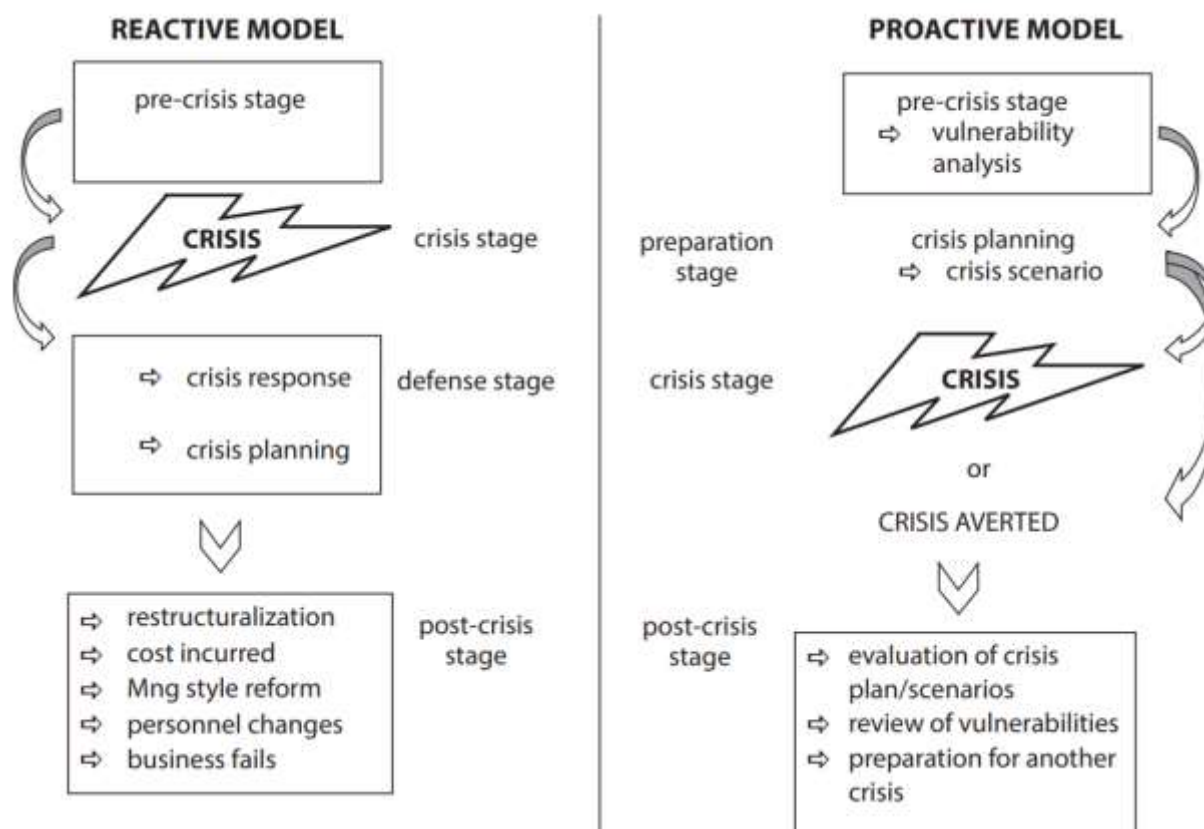 REACTIVE MODEL
pre-crisis stage
CRISIS
crisis stage
crisis response
defense stage
crisis planning
restructuralization
cost incurred
Mng style reform
personnel changes
business fails
post-crisis
stage
PROACTIVE MODEL
pre-crisis stage
vulnerability
analysis
preparation
stage
crisis planning
crisis scenario
crisis stage
CRISIS
or
CRISIS AVERTED
post-crisis
stage
evaluation of crisis
plan/scenarios
review of vulnerabilities
preparation for another
crisis